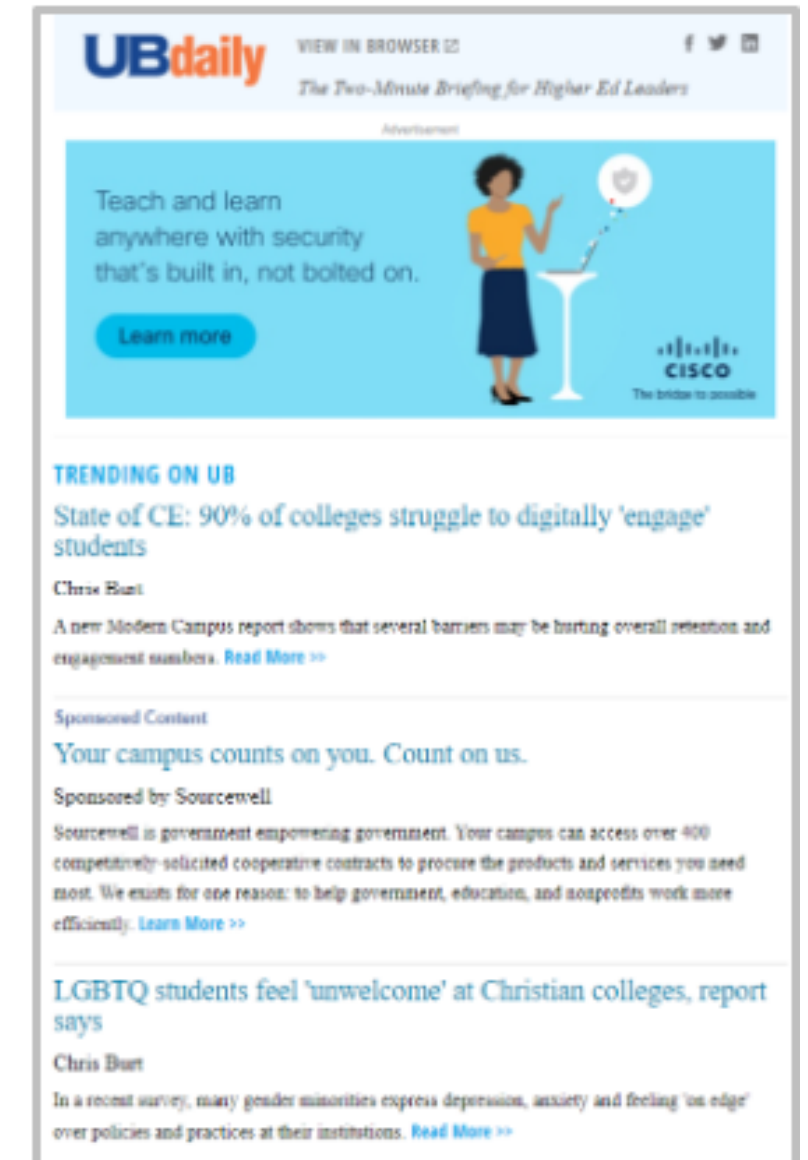 UBdaily
VIEW IN BROWSER
The Two-Minute Briefing for Higher Ed Leaders
Advertisement
Teach and learn
anywhere with security
that's built in, not bolted on.
Learn more
CISCO
The bridge to possible
TRENDING ON UB
State of CE: 90% of colleges struggle to digitally 'engage'
students
Chris Burt
A new Modern Campus report shows that several barriers may be hurting overall retention and
engagement numbers. Read More >>
Sponsored Content
Your campus counts on you. Count on us.
Sponsored by Sourcewell
Sourcewell is government empowering government. Your campus can access over 400
competitively-solicited cooperative contracts to procure the products and services you need
most. We exists for one reason: to help government, education, and nonprofits work more
efficiently. Learn More >>
LGBTQ students feel 'unwelcome' at Christian colleges, report
says
Chris Burt
In a recent survey, many gender minorities express depression, anxiety and feeling 'on edge'
over policies and practices at their institutions. Read More >>